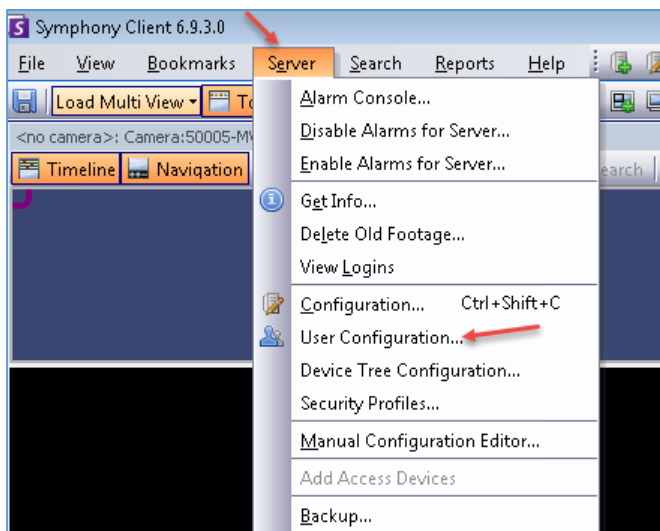 Symphony Client 6.9.3.0
File View Bookmarks Server Search Reports Help
Load Multi View
<no camera>: Camera:50005-
Timeline Navigation earch
Alarm Console...
Disable Alarms for Server...
Enable Alarms for Server...
Get Info...
Delete Old Footage...
View Logins
Configuration... Ctrl+Shift+C
User Configuration...
Device Tree Configuration...
Security Profiles...
Manual Configuration Editor...
Add Access Devices
Backup...